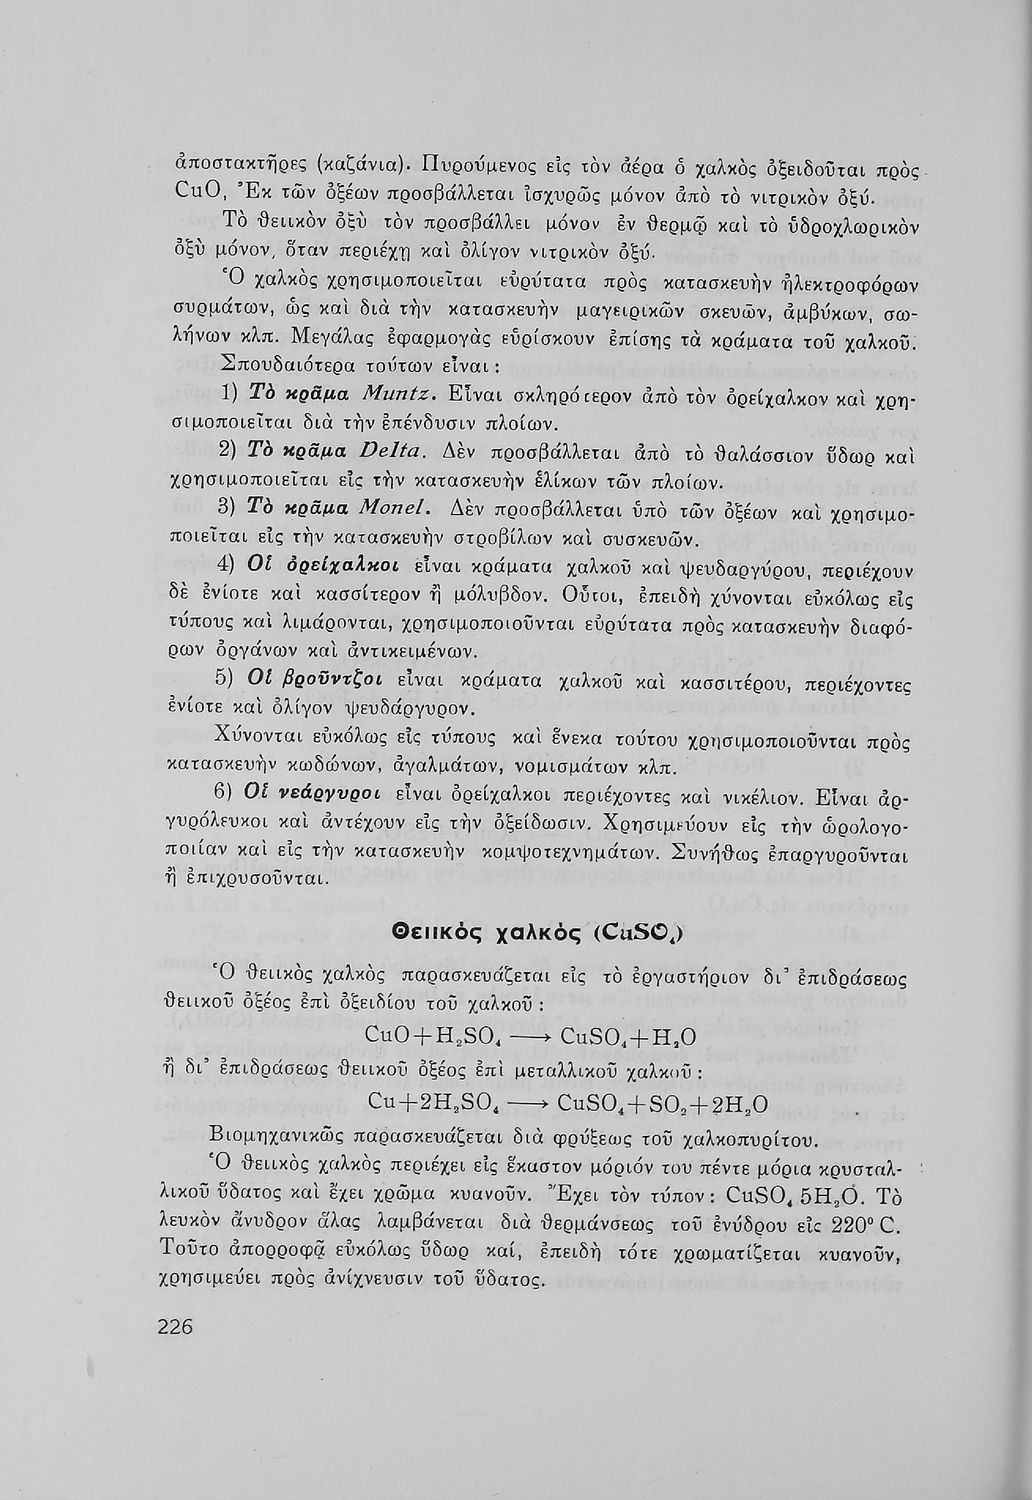 ἀποστακτῆρες (καζάνια). Πυρούμενος εἰς τὸν ἀέρα ὁ χαλκὸς ὀξειδοῦται πρὸς
CuO, Ἐκ τῶν ὀξέων προσβάλλεται ἰσχυρῶς μόνον ἀπὸ τὸ νιτρικὸν ὀξύ.
Τὸ θειικὸν ὀξὺ τὸν προσβάλλει μόνον ἐν θερμῷ καὶ τὸ ὑδροχλωρικὸν
ὀξὺ μόνον, ὅταν περιέχῃ καὶ ὀλίγον νιτρικὸν ὀξύ.
Ὁ χαλκὸς χρησιμοποιεῖται εὐρύτατα πρὸς κατασκευὴν ἠλεκτροφόρων
συρμάτων, ὡς καὶ διὰ τὴν κατασκευὴν μαγειρικῶν σκευῶν, ἀμβύκων, σω-
λήνων κλπ. Μεγάλας ἐφαρμογὰς εὑρίσκουν ἐπίσης τὰ κράματα τοῦ χαλκοῦ.
Σπουδαιότερα τούτων εἶναι :
1) Τὸ κρᾶμα Muntz. Εἶναι σκληρότερον ἀπὸ τὸν ὀρείχαλκον καὶ χρη-
σιμοποιεῖται διὰ τὴν ἐπένδυσιν πλοίων.
2) Τὸ κρᾶμα Delta. Δὲν προσβάλλεται ἀπὸ τὸ θαλάσσιον ὕδωρ καὶ
χρησιμοποιεῖται εἰς τὴν κατασκευὴν ἑλίκων τῶν πλοίων.
3) Τὸ κρᾶμα Monel. Δὲν προσβάλλεται ὑπὸ τῶν ὀξέων καὶ χρησιμο-
ποιεῖται εἰς τὴν κατασκευὴν στροβίλων καὶ συσκευῶν.
4) Οἱ ὀρείχαλκοι εἶναι κράματα χαλκοῦ καὶ ψευδαργύρου, περιέχουν
δὲ ἐνίοτε καὶ κασσίτερον ἢ μόλυβδον. Οὗτοι, ἐπειδὴ χύνονται εὐκόλως εἰς
τύπους καὶ λιμάρονται, χρησιμοποιοῦνται εὐρύτατα πρὸς κατασκευὴν διαφό-
ρων ὀργάνων καὶ ἀντικειμένων.
5) Οἱ βροῦντζοι εἶναι κράματα χαλκοῦ καὶ κασσιτέρου, περιέχοντες
ἐνίοτε καὶ ὀλίγον ψευδάργυρον.
Χύνονται εὐκόλως εἰς τύπους καὶ ἕνεκα τούτου χρησιμοποιοῦνται πρὸς
κατασκευὴν κωδώνων, ἀγαλμάτων, νομισμάτων κλπ.
6) Οἱ νεάργυροι εἶναι ὀρείχαλκοι περιέχοντες καὶ νικέλιον. Εἶναι ἀρ-
γυρόλευκοι καὶ ἀντέχουν εἰς τὴν ὀξείδωσιν. Χρησιμεύουν εἰς τὴν ὡρολογο-
ποιίαν καὶ εἰς τὴν κατασκευὴν κομψοτεχνημάτων. Συνήθως ἐπαργυροῦνται
ἢ ἐπιχρυσοῦνται.
Θειικὸς χαλκὸς (CuSO₄)
Ὁ θειικὸς χαλκὸς παρασκευάζεται εἰς τὸ ἐργαστήριον δι’ ἐπιδράσεως
θειικοῦ ὀξέος ἐπὶ ὀξειδίου τοῦ χαλκοῦ :
CuO+H₂SO₄ ⟶ CuSO₄+H₂O
ἢ δι’ ἐπιδράσεως θειικοῦ ὀξέος ἐπὶ μεταλλικοῦ χαλκοῦ :
Cu+2H₂SO₄ ⟶ CuSO₄+SO₂+2H₂O
Βιομηχανικῶς παρασκευάζεται διὰ φρύξεως τοῦ χαλκοπυρίτου.
Ὁ θειικὸς χαλκὸς περιέχει εἰς ἕκαστον μόριόν του πέντε μόρια κρυσταλ-
λικοῦ ὕδατος καὶ ἔχει χρῶμα κυανοῦν. Ἔχει τὸν τύπον : CuSO₄ 5H₂O. Τὸ
λευκὸν ἄνυδρον ἅλας λαμβάνεται διὰ θερμάνσεως τοῦ ἐνύδρου εἰς 220° C.
Τοῦτο ἀπορροφᾷ εὐκόλως ὕδωρ καί, ἐπειδὴ τότε χρωματίζεται κυανοῦν,
χρησιμεύει πρὸς ἀνίχνευσιν τοῦ ὕδατος.
226